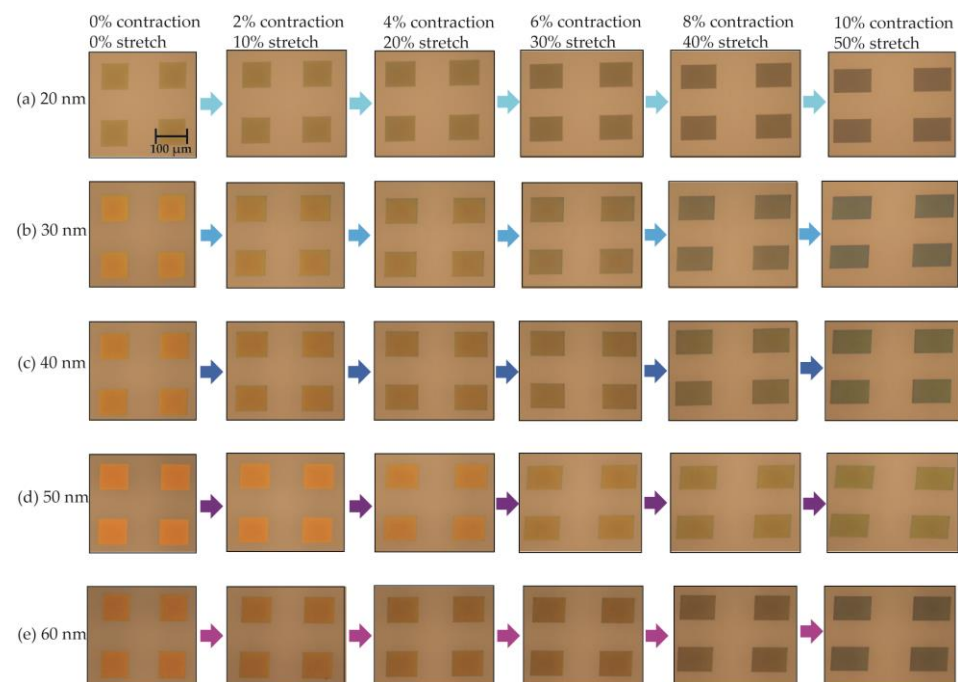 0% contraction 2% contraction 4% contraction 6% contraction 8% contraction 10% contraction
0% stretch 10% stretch 20% stretch 30% stretch 40% stretch 50% stretch
(a) 20 nm
100 μm
(b) 30 nm
(c) 40 nm
(d) 50 nm
(e) 60 nm